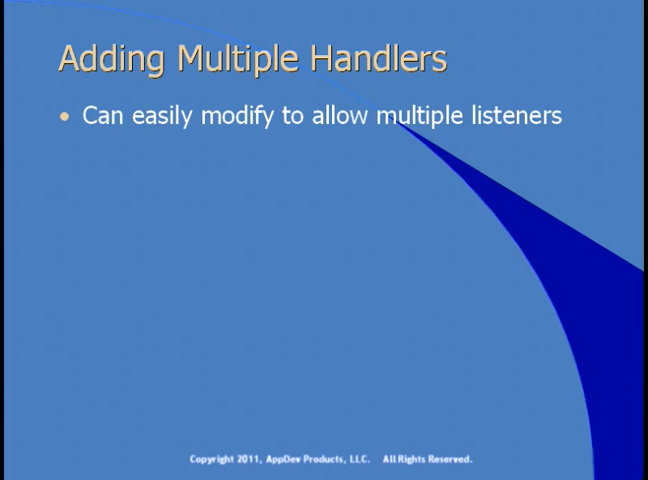 Adding Multiple Handlers
• Can easily modify to allow multiple listeners
Copyright 2011, AppDev Products, LLC. All Rights Reserved.